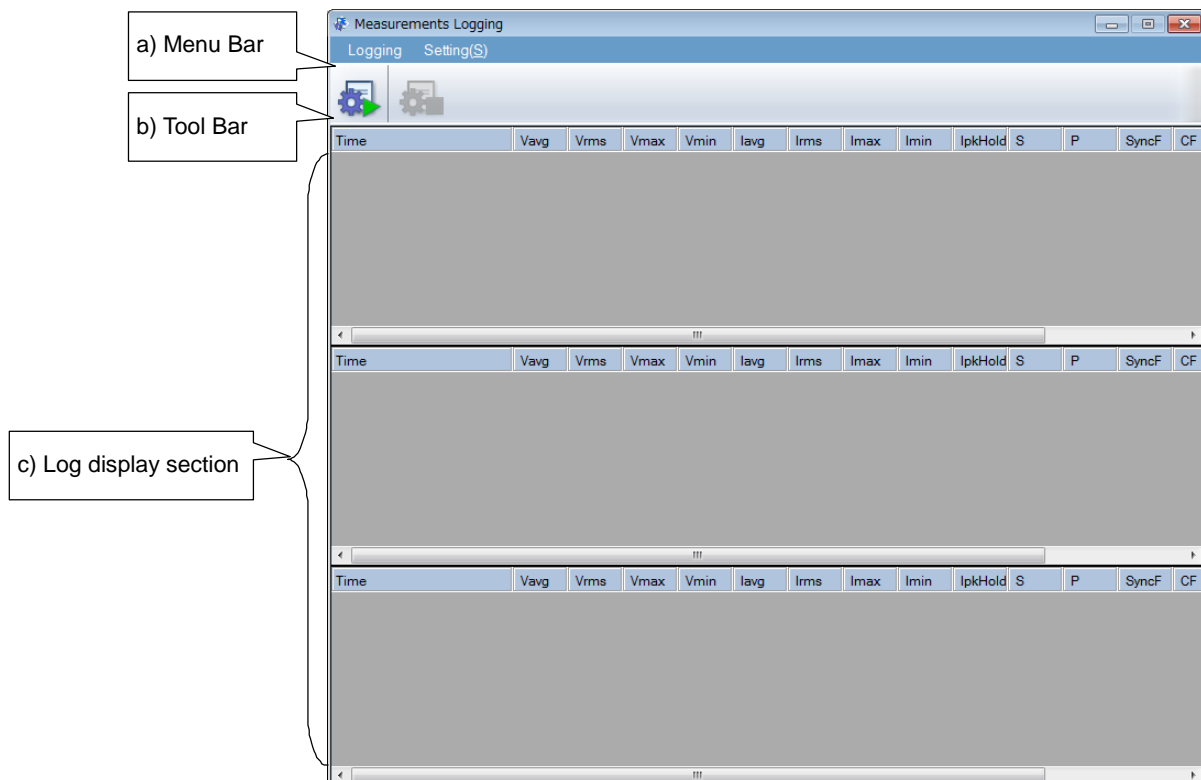 Measurements Logging
a) Menu Bar
Logging Setting(S)
b) Tool Bar
Time Vavg Vrms Vmax Vmin Iavg Irms Imax Imin IpkHold S P SyncF CF
Time Vavg Vrms Vmax Vmin Iavg Irms Imax Imin IpkHold S P SyncF CF
c) Log display section
Time Vavg Vrms Vmax Vmin Iavg Irms Imax Imin IpkHold S P SyncF CF